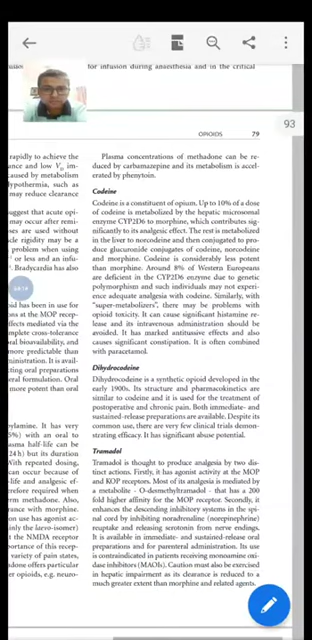 for infusion during anaesthesia and in the critical
OPIOIDS 79
93
rapidly to achieve the
ance and low V
caused by metabolism
hypothermia, such as
may reduce clearance
suggest that acute opi-
may occur after remi-
ses are used without
cle rigidity may be a
problem when using
or less and an infu-
Bradycardia has also
oid has been in use for
ons at the MOP recep-
effects mediated via the
mplete cross-tolerance
ral bioavailability, and
more predictable than
ministration. It is avail-
cting oral preparations
teral formulation. Oral
more potent than oral
ylamine. It has very
5%) with an oral to
asma half-life can be
24 h) but its duration
With repeated dosing,
can occur because of
-life and analgesic ef-
erefore required when
rm methadone. Also,
rance with morphine.
on use has agonist ac-
inly the laevo-isomer)
t the NMDA receptor
portance of this recep-
variety of pain states,
adone offers particular
er opioids, e.g. neuro-
Plasma concentrations of methadone can be re-
duced by carbamazepine and its metabolism is accel-
erated by phenytoin.
Codeine
Codeine is a constituent of opium. Up to 10% of a dose
of codeine is metabolized by the hepatic microsomal
enzyme CYP2D6 to morphine, which contributes sig-
nificantly to its analgesic effect. The rest is metabolized
in the liver to norcodeine and then conjugated to pro-
duce glucuronide conjugates of codeine, norcodeine
and morphine. Codeine is considerably less potent
than morphine. Around 8% of Western Europeans
are deficient in the CYP2D6 enzyme due to genetic
polymorphism and such individuals may not experi-
ence adequate analgesia with codeine. Similarly, with
"super-metabolizers", there may be problems with
opioid toxicity. It can cause significant histamine re-
lease and its intravenous administration should be
avoided. It has marked antitussive effects and also
causes significant constipation. It is often combined
with paracetamol.
Dihydrocodeine
Dihydrocodeine is a synthetic opioid developed in the
early 1900s. Its structure and pharmacokinetics are
similar to codeine and it is used for the treatment of
postoperative and chronic pain. Both immediate- and
sustained-release preparations are available. Despite its
common use, there are very few clinical trials demon-
strating efficacy. It has significant abuse potential.
Tramadol
Tramadol is thought to produce analgesia by two dis-
tinct actions. Firstly, it has agonist activity at the MOP
and KOP receptors. Most of its analgesia is mediated by
a metabolite - O-desmethyltramadol - that has a 200
fold higher affinity for the MOP receptor. Secondly, it
enhances the descending inhibitory systems in the spi-
nal cord by inhibiting noradrenaline (norepinephrine)
reuptake and releasing serotonin from nerve endings.
It is available in immediate- and sustained-release oral
preparations and for parenteral administration. Its use
is contraindicated in patients receiving monoamine oxi-
dase inhibitors (MAOIs). Caution must also be exercised
in hepatic impairment as its clearance is reduced to a
much greater extent than morphine and related agents.